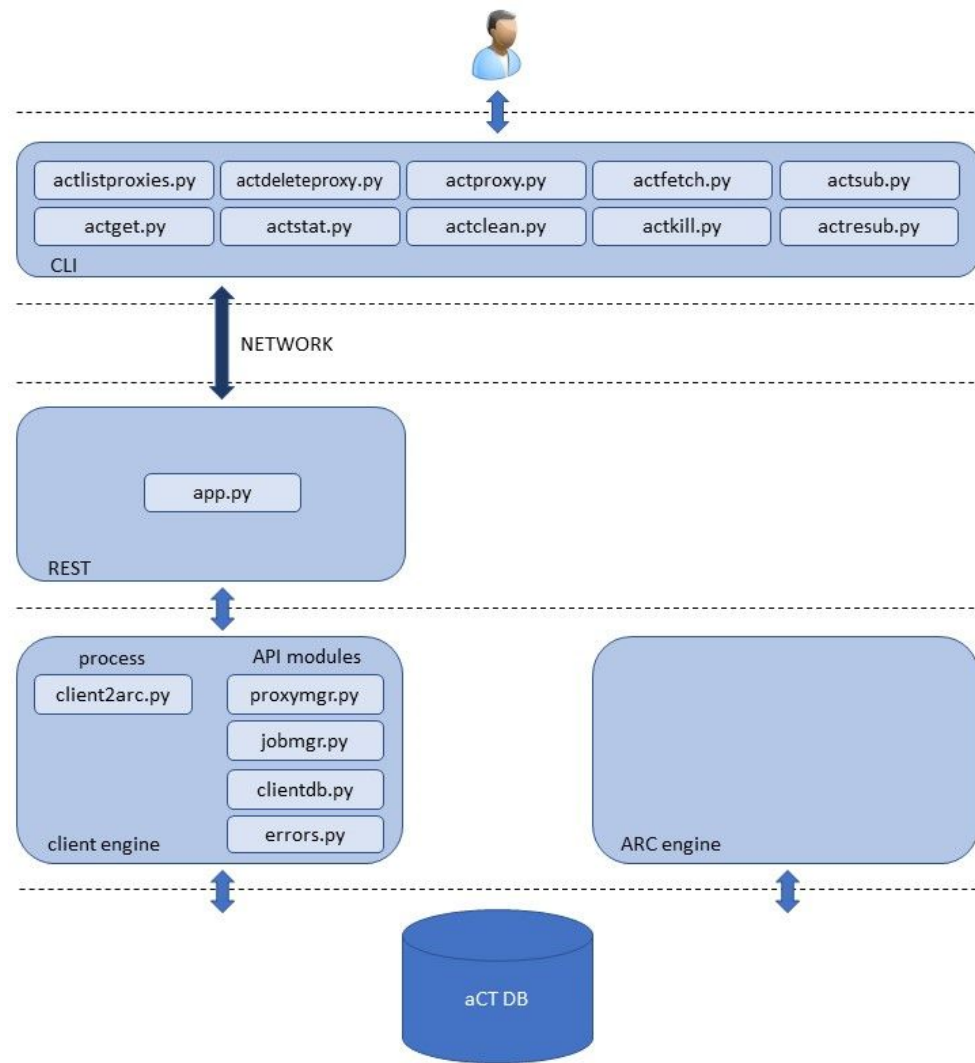 actlistproxies.py actdeleteproxy.py actproxy.py actfetch.py actsub.py
actget.py actstat.py actclean.py actkill.py actresub.py
CLI
NETWORK
app.py
REST
process API modules
client2arc.py proxymgr.py
jobmgr.py
clientdb.py
errors.py
client engine
ARC engine
aCT DB